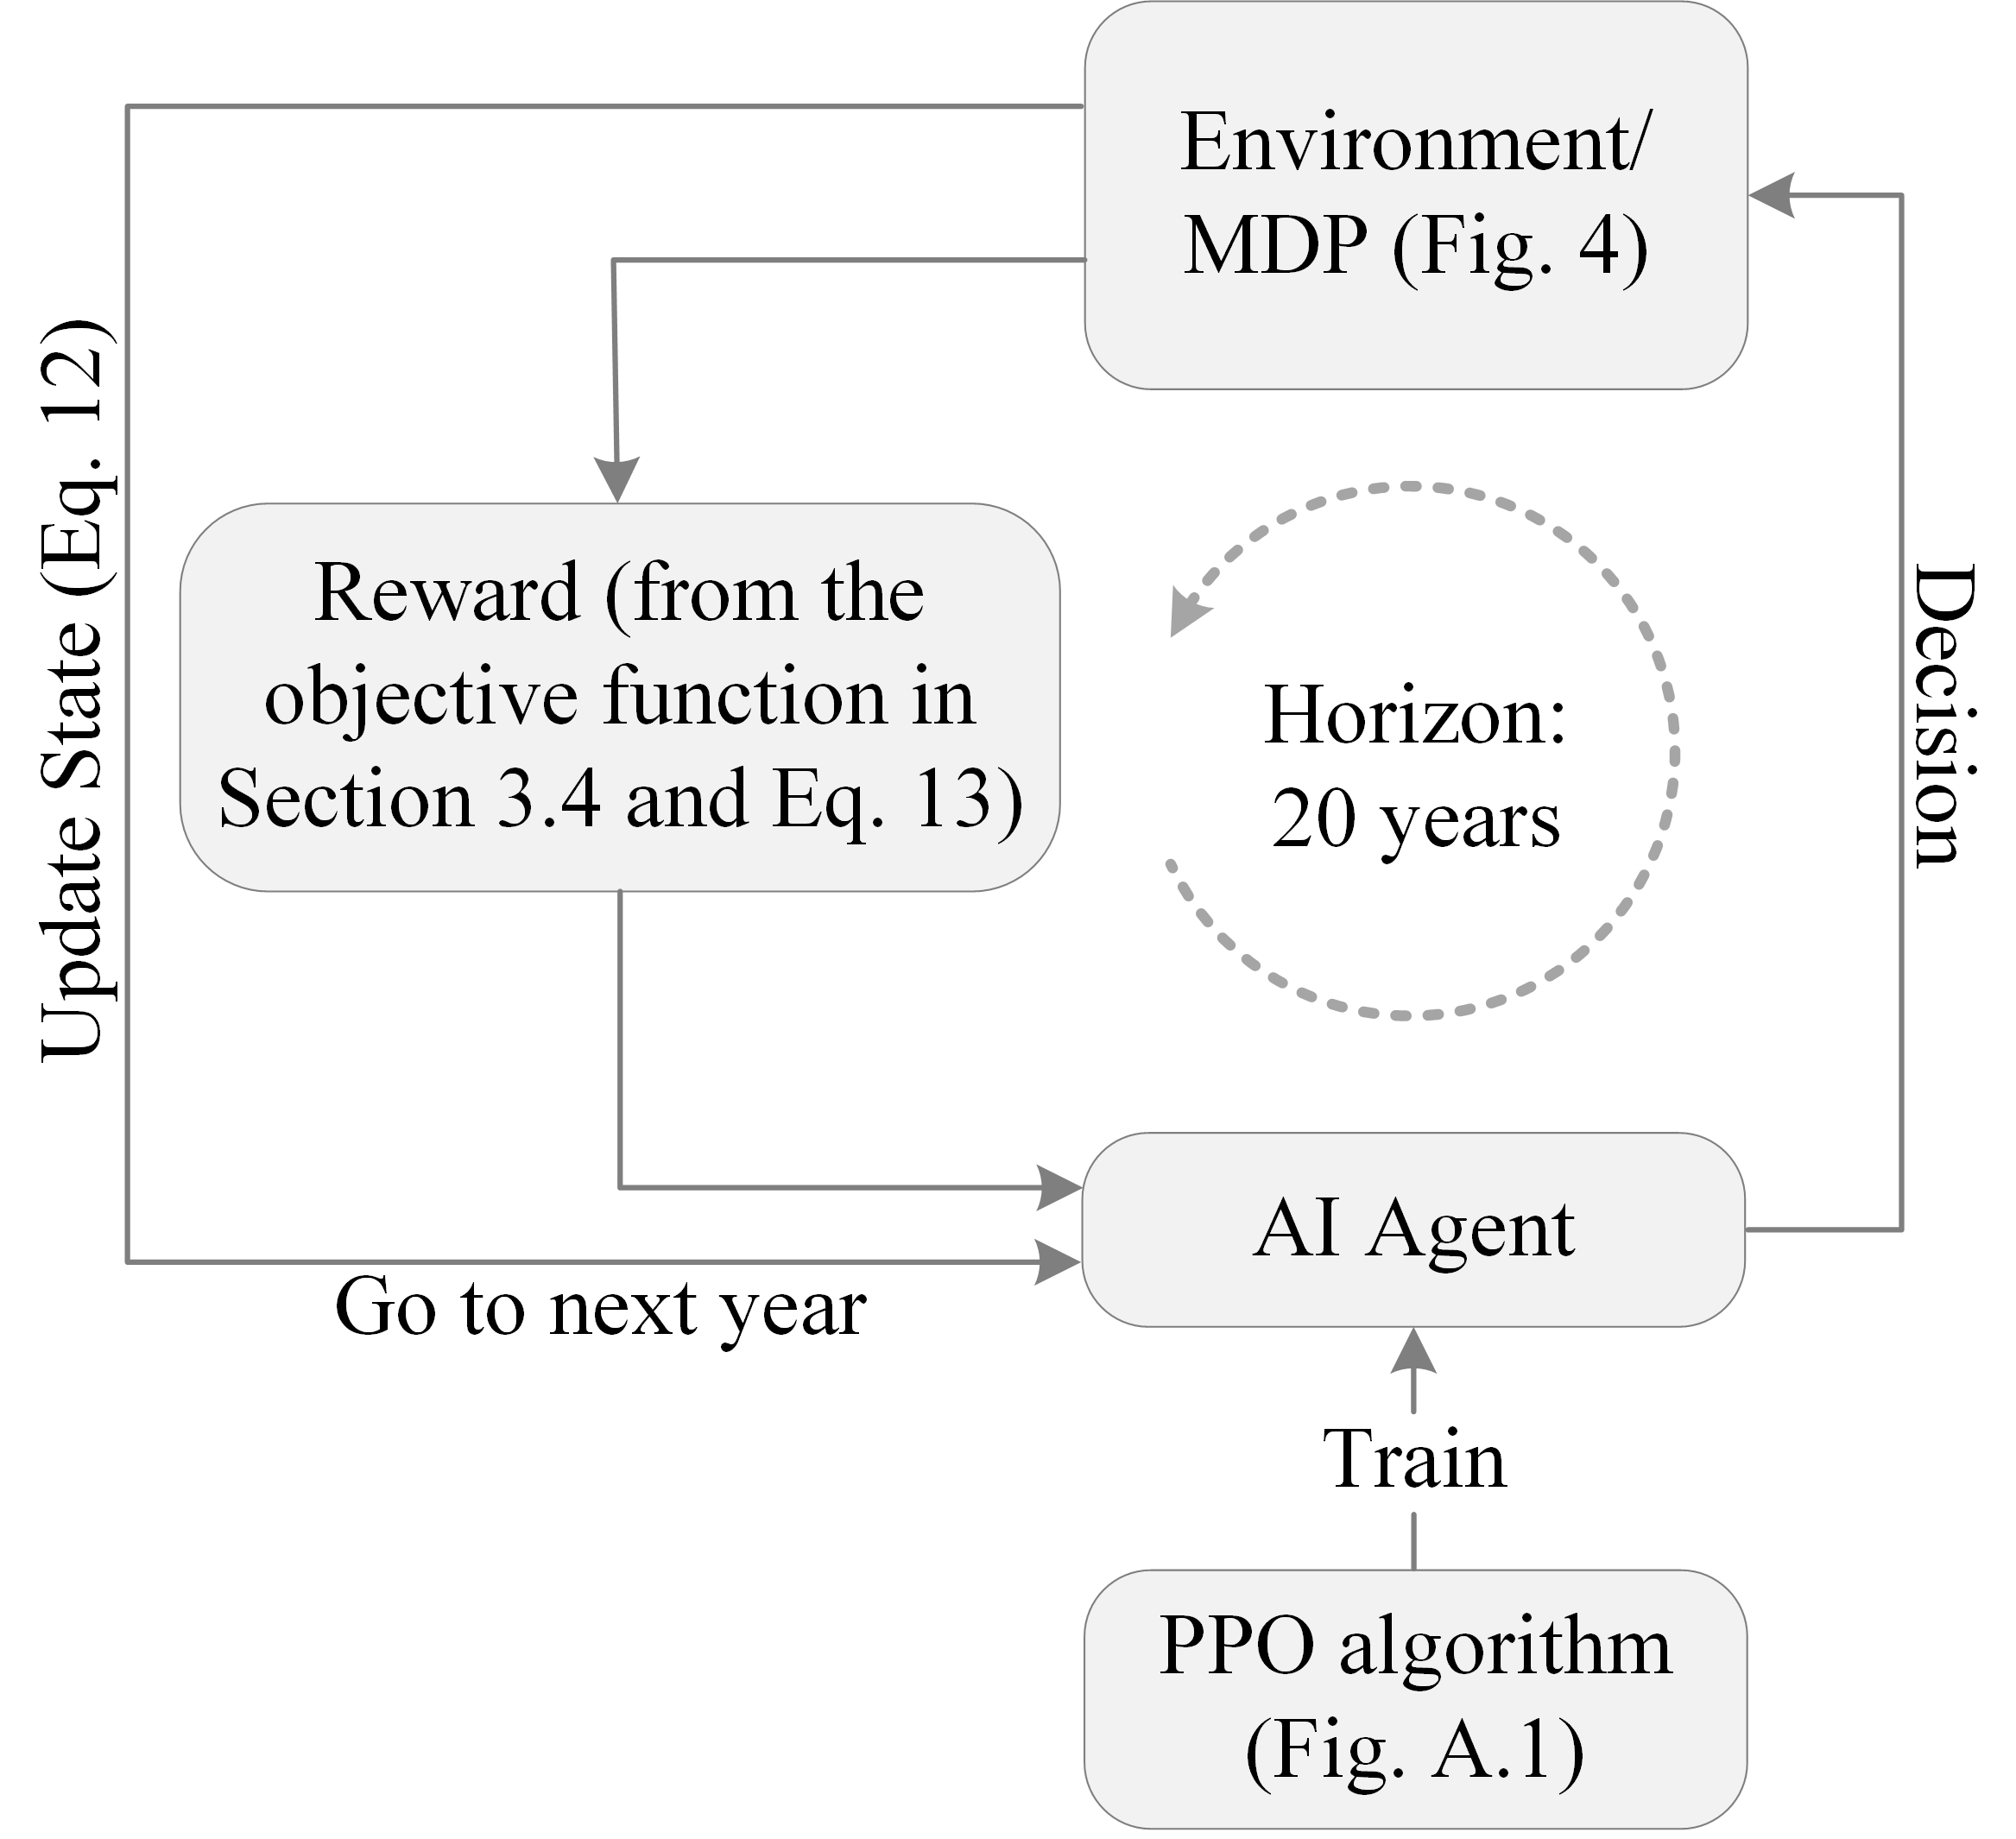 Environment/
MDP (Fig. 4)
Update State (Eq. 12)
Reward (from the
objective function in
Section 3.4 and Eq. 13)
Horizon:
20 years
Decision
AI Agent
Go to next year
Train
PPO algorithm
(Fig. A.1)